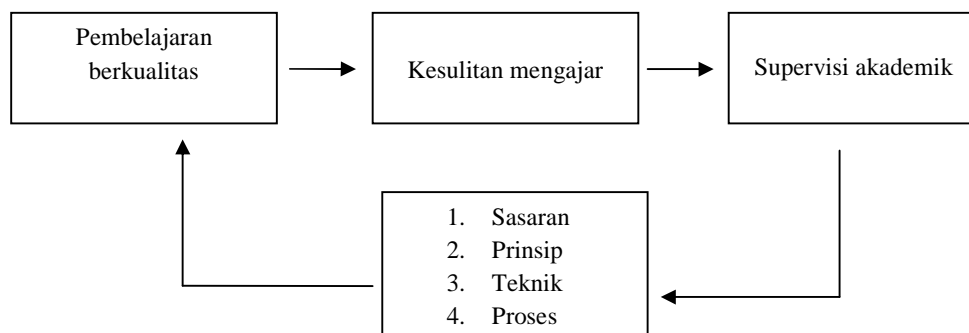 Pembelajaran
berkualitas
Kesulitan mengajar
Supervisi akademik
1. Sasaran
2. Prinsip
3. Teknik
4. Proses